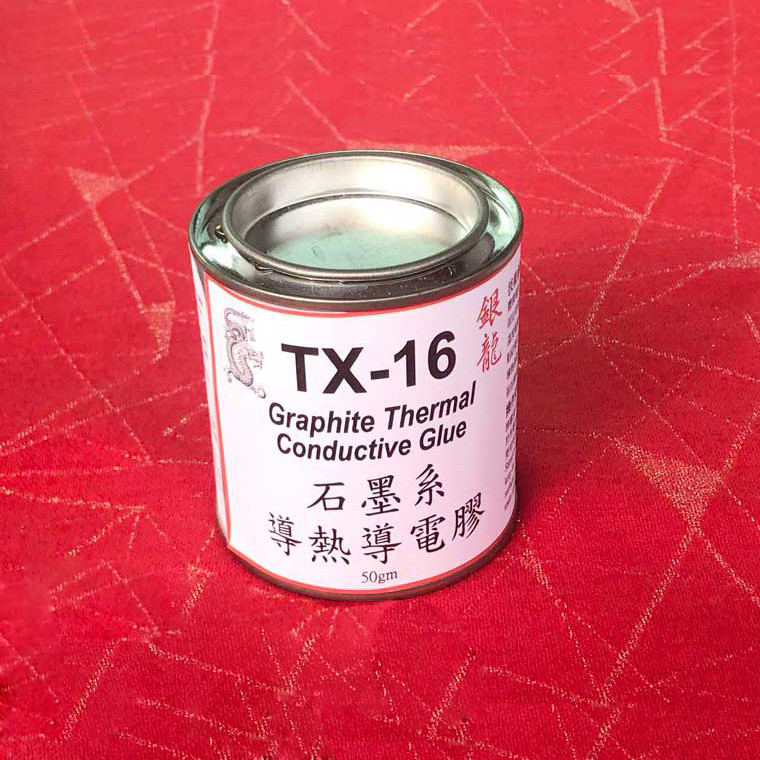 銀龍
TX-16
Graphite Thermal
Conductive Glue
石墨系
導熱導電膠
50gm